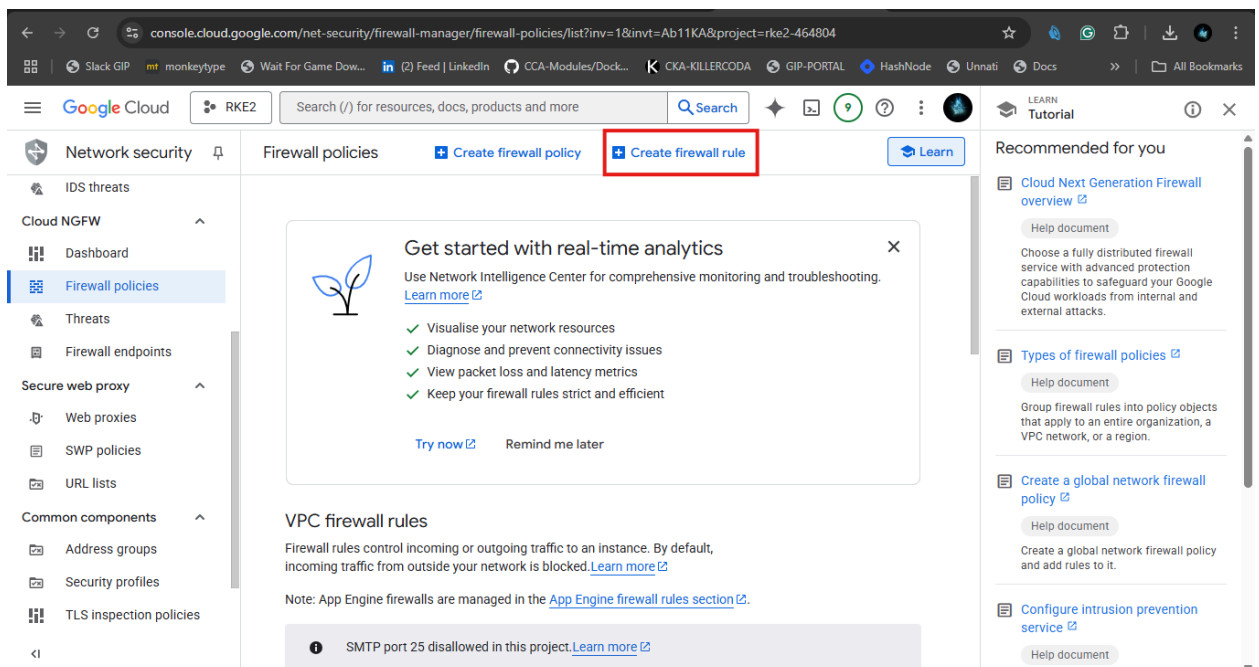 console.cloud.google.com/net-security/firewall-manager/firewall-policies/list?inv=1&invt=Ab11KA&project=rke2-464804
Slack GIP
mt monkeytype
Wait For Game Dow...
in (2) Feed | LinkedIn
CCA-Modules/Dock...
K CKA-KILLERCODA
GIP-PORTAL
HashNode
Unnati
Docs
All Bookmarks
Google Cloud
RKE2
Search (/) for resources, docs, products and more
Search
9
LEARN
Tutorial
Network security
Firewall policies
Create firewall policy
Create firewall rule
Learn
IDS threats
Cloud NGFW
Dashboard
Firewall policies
Threats
Firewall endpoints
Secure web proxy
Web proxies
SWP policies
URL lists
Common components
Address groups
Security profiles
TLS inspection policies
Get started with real-time analytics
Use Network Intelligence Center for comprehensive monitoring and troubleshooting.
Learn more
Visualise your network resources
Diagnose and prevent connectivity issues
View packet loss and latency metrics
Keep your firewall rules strict and efficient
Try now
Remind me later
VPC firewall rules
Firewall rules control incoming or outgoing traffic to an instance. By default,
incoming traffic from outside your network is blocked.Learn more
Note: App Engine firewalls are managed in the App Engine firewall rules section.
SMTP port 25 disallowed in this project.Learn more
Recommended for you
Cloud Next Generation Firewall
overview
Help document
Choose a fully distributed firewall
service with advanced protection
capabilities to safeguard your Google
Cloud workloads from internal and
external attacks.
Types of firewall policies
Help document
Group firewall rules into policy objects
that apply to an entire organization, a
VPC network, or a region.
Create a global network firewall
policy
Help document
Create a global network firewall policy
and add rules to it.
Configure intrusion prevention
service
Help document